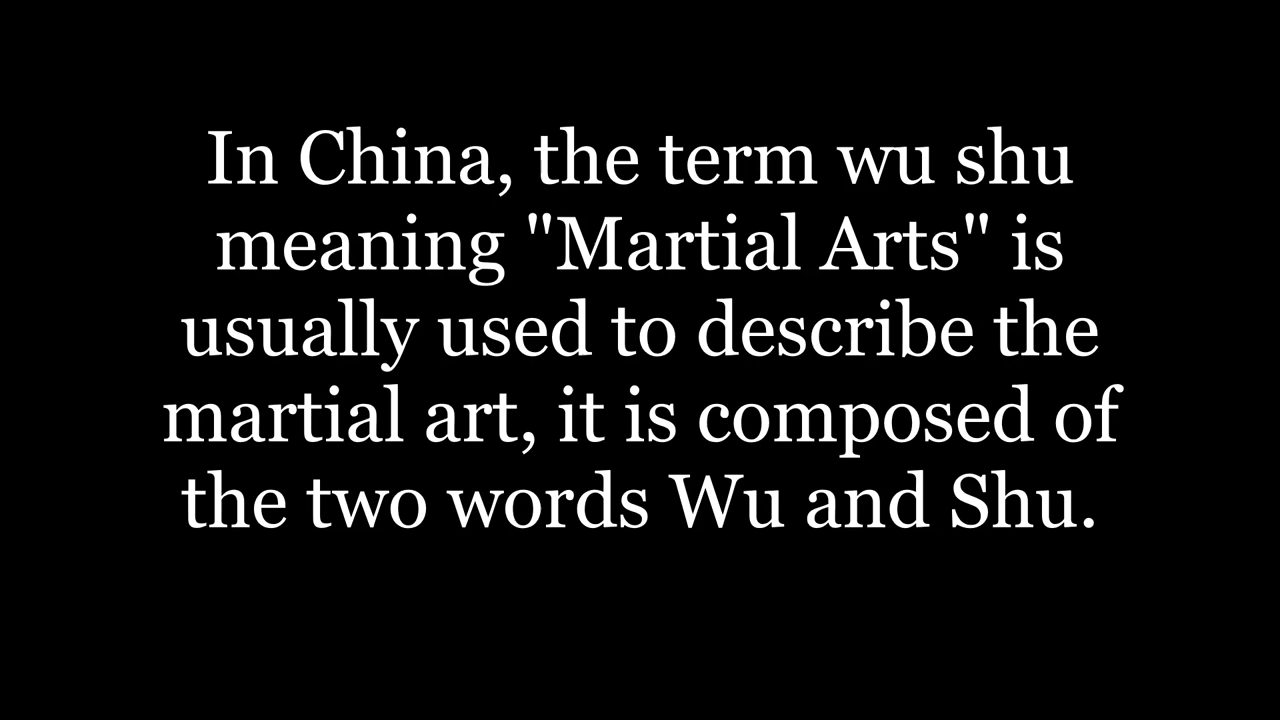 In China, the term wu shu
meaning "Martial Arts" is
usually used to describe the
martial art, it is composed of
the two words Wu and Shu.